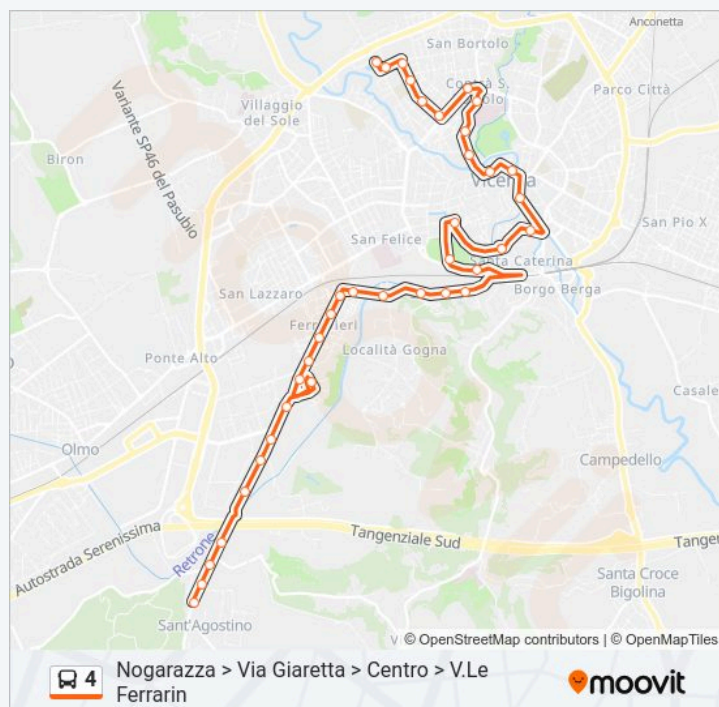 Anconetta
San Bortolo
Contrà S.
Parco Città
Villaggio
del Sole
Variante SP46 del Pasubio
Biron
San Felice
San Pio X
Santa Caterina
San Lazzaro
Borgo Berga
Località Gogna
Ponte Alto
Casale
Olmo
Campedello
Autostrada Serenissima
Retrone
Tangenziale Sud
Santa Croce
Bigolina
Sant'Agostino
© OpenStreetMap contributors | © OpenMapTiles
4
Nogarazza > Via Giaretta > Centro > V.Le
Ferrarin
moovit